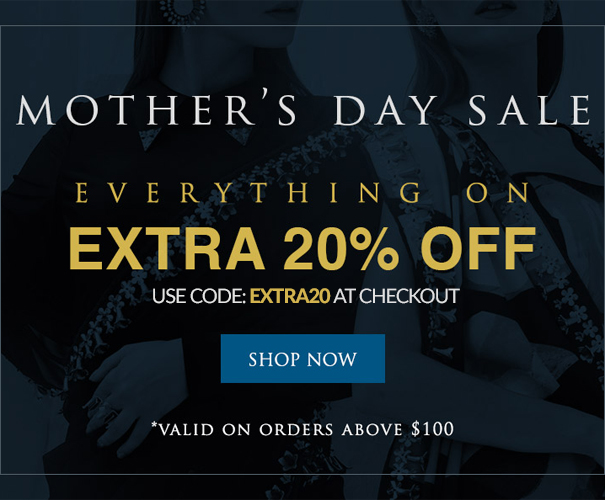 MOTHER'S DAY SALE
EVERYTHING ON
EXTRA 20% OFF
USE CODE: EXTRA20 AT CHECKOUT
SHOP NOW
*VALID ON ORDERS ABOVE $100